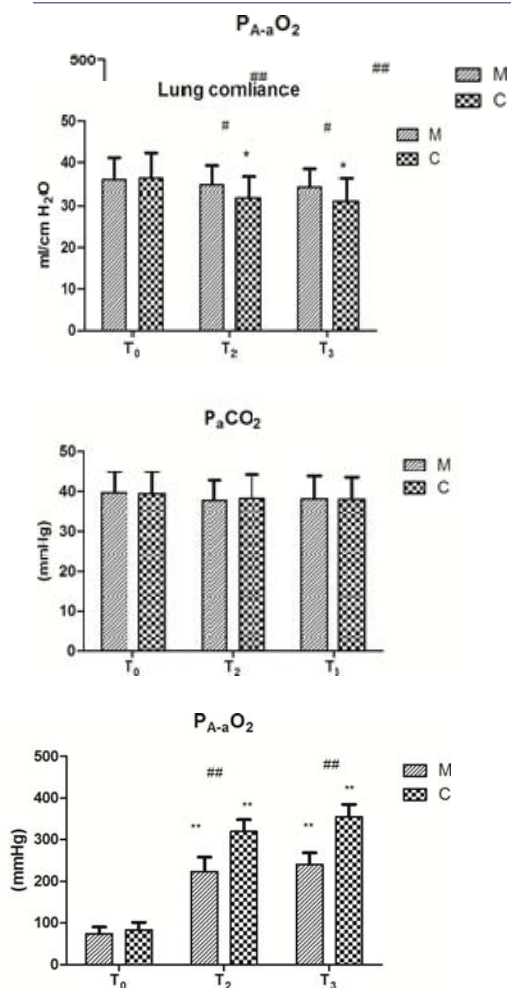 P_A-aO₂
500
## ##
M
C
Lung comliance
M
C
# #
* *
50
40
30
20
10
0
ml/cm H₂O
T₀ T₂ T₃
PₐCO₂
M
C
50
40
30
20
10
0
(mmHg)
T₀ T₂ T₃
P_A-aO₂
M
C
## ##
** ** ** **
500
400
300
200
100
0
(mmHg)
T₀ T₂ T₃